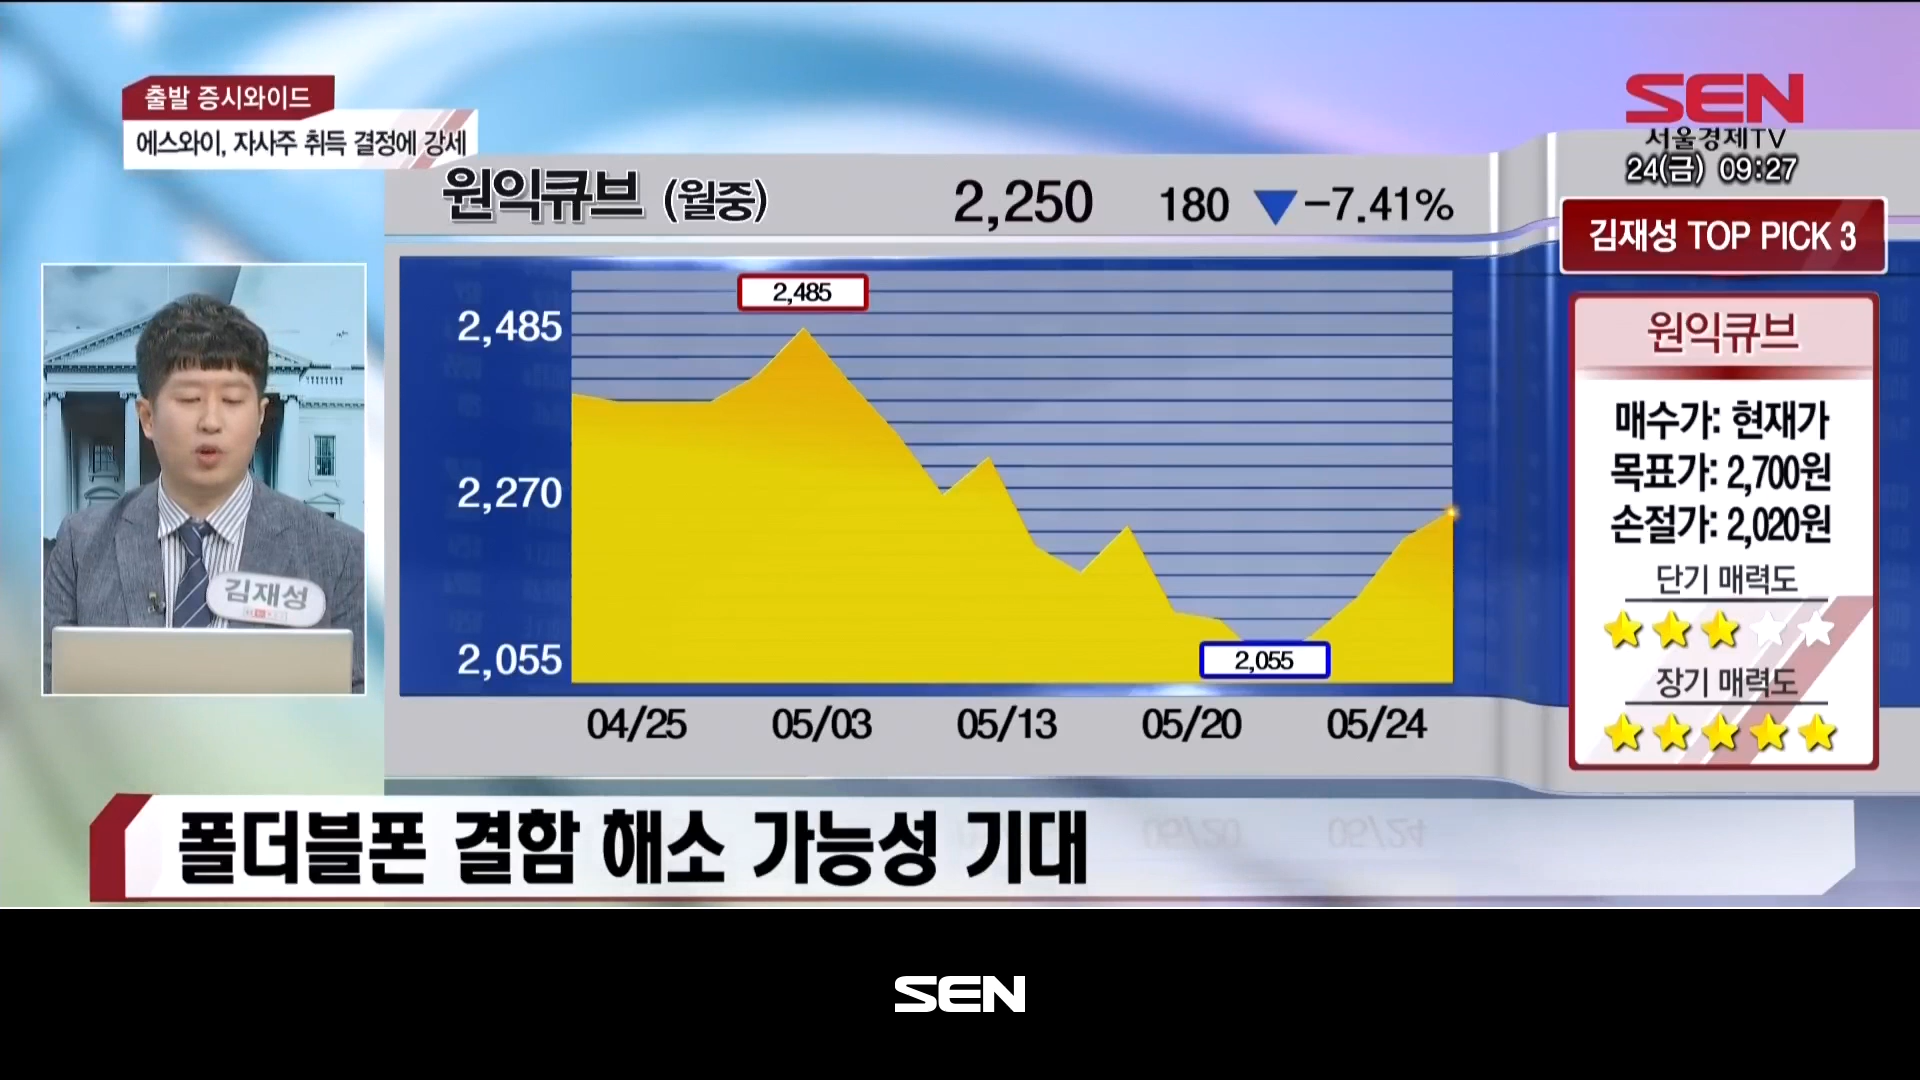 출발 증시와이드
에스와이, 자사주 취득 결정에 강세
SEN
서울경제TV
24(금) 09:27
원익큐브 (월중) 2,250 180 ▼ -7.41%
김재성 TOP PICK 3
2,485
2,485
2,270
2,055
2,055
04/25 05/03 05/13 05/20 05/24
원익큐브
매수가: 현재가
목표가: 2,700원
손절가: 2,020원
단기 매력도
장기 매력도
김재성
폴더블폰 결함 해소 가능성 기대
05/20 05/24
SEN